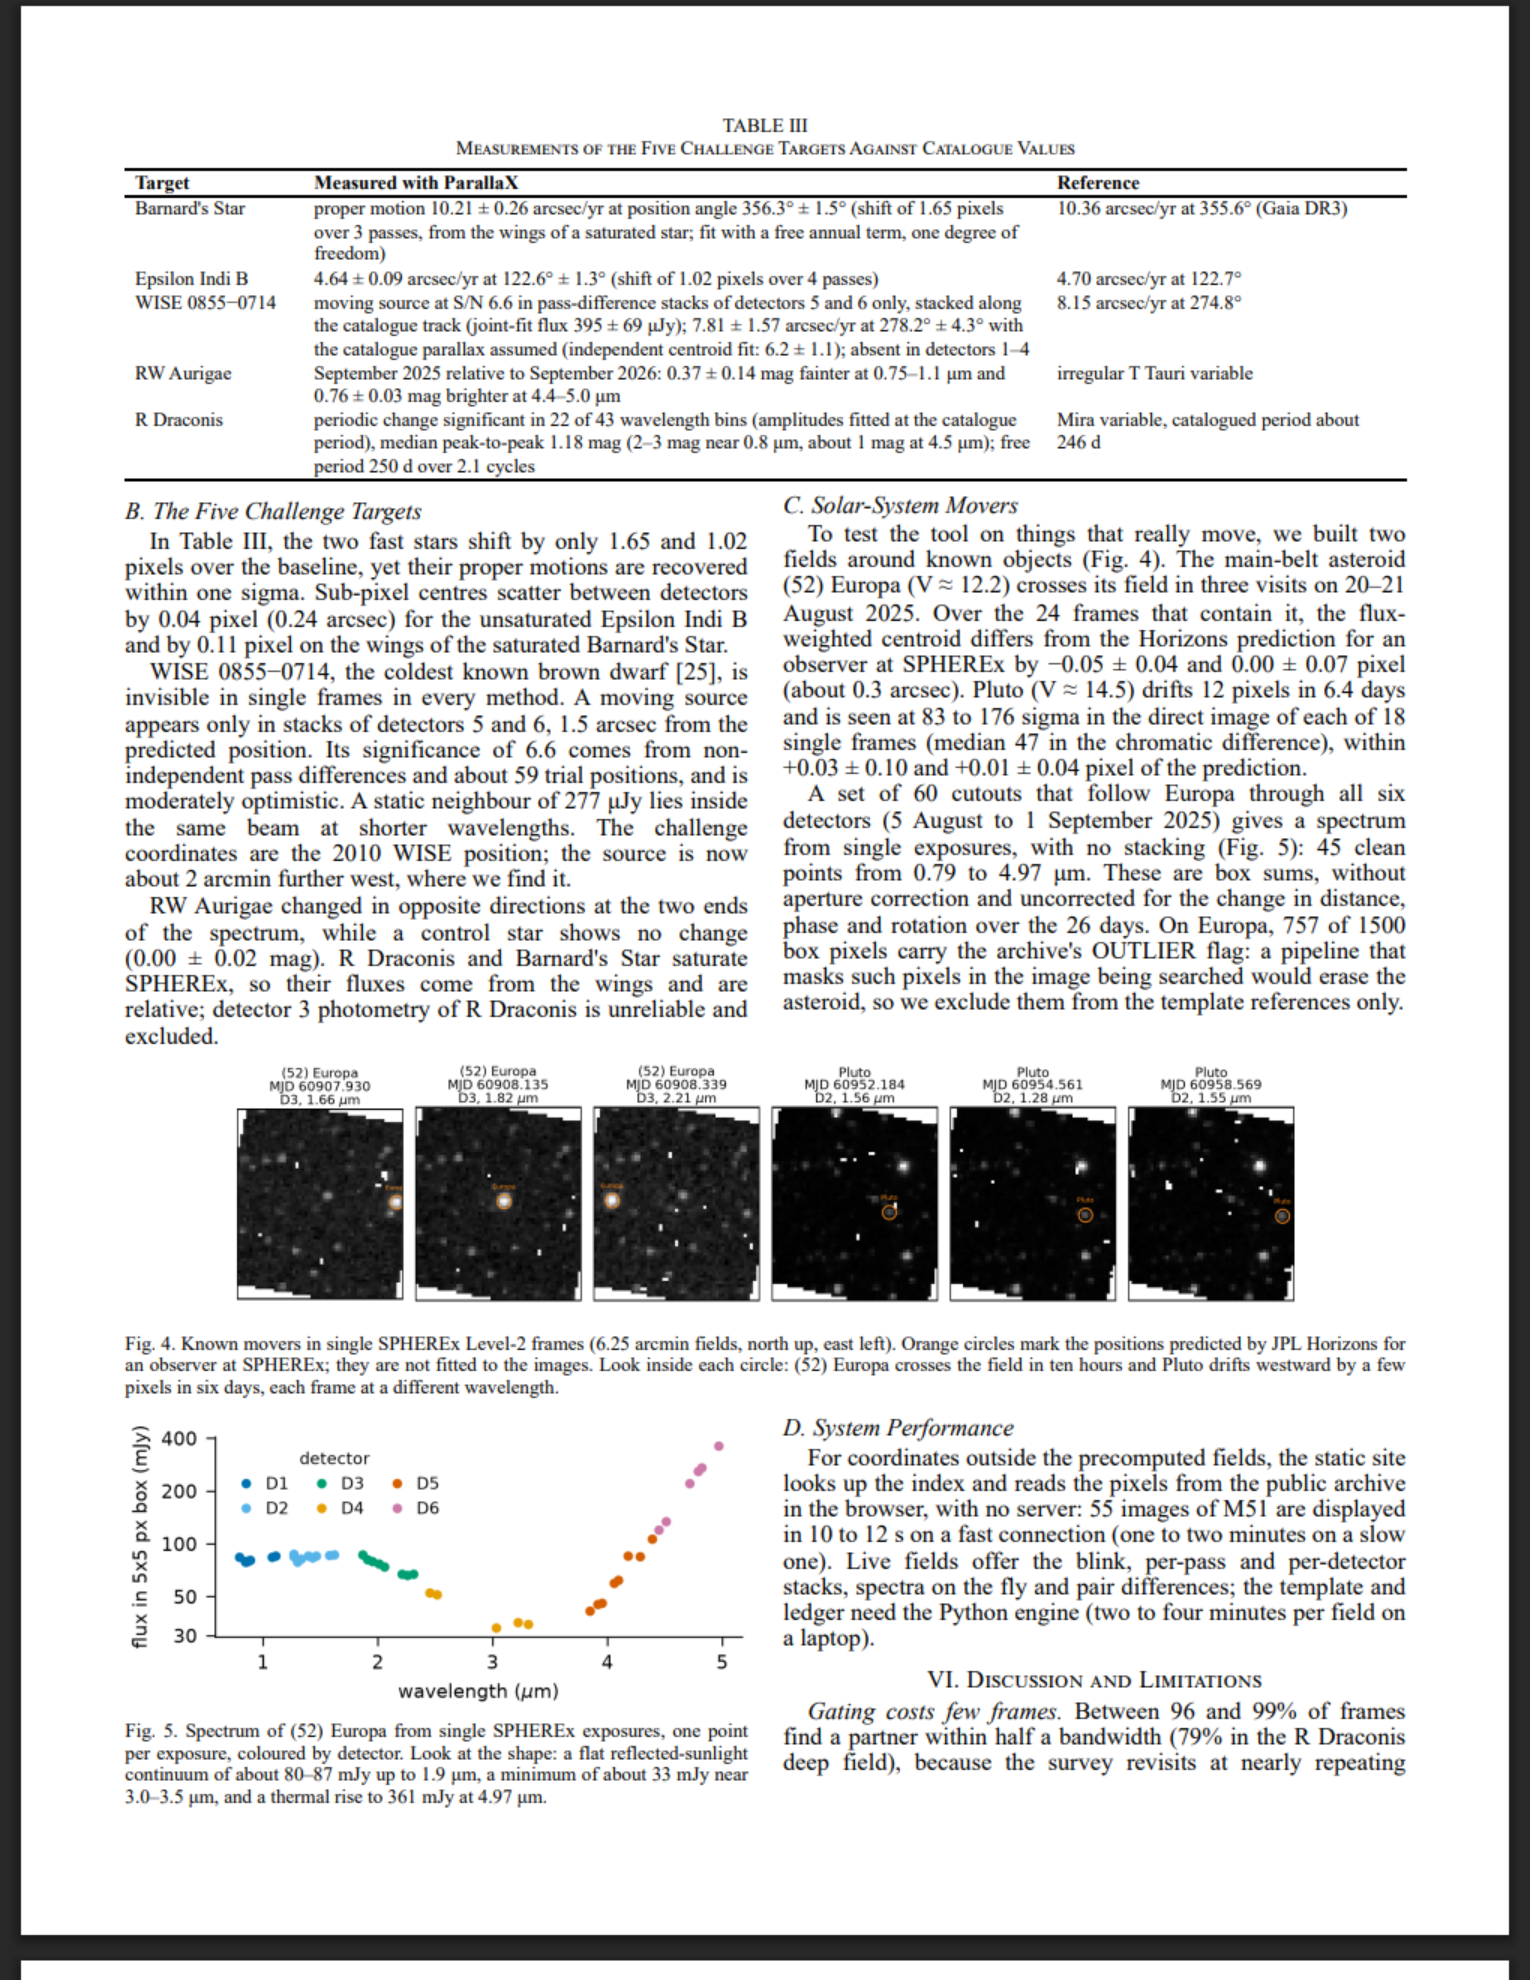 TABLE III
MEASUREMENTS OF THE FIVE CHALLENGE TARGETS AGAINST CATALOGUE VALUES
Target Measured with ParallaX Reference
Barnard's Star proper motion 10.21 ± 0.26 arcsec/yr at position angle 356.3° ± 1.5° (shift of 1.65 pixels 10.36 arcsec/yr at 355.6° (Gaia DR3)
over 3 passes, from the wings of a saturated star; fit with a free annual term, one degree of
freedom)
Epsilon Indi B 4.64 ± 0.09 arcsec/yr at 122.6° ± 1.3° (shift of 1.02 pixels over 4 passes) 4.70 arcsec/yr at 122.7°
WISE 0855−0714 moving source at S/N 6.6 in pass-difference stacks of detectors 5 and 6 only, stacked along 8.15 arcsec/yr at 274.8°
the catalogue track (joint-fit flux 395 ± 69 μJy); 7.81 ± 1.57 arcsec/yr at 278.2° ± 4.3° with
the catalogue parallax assumed (independent centroid fit: 6.2 ± 1.1); absent in detectors 1–4
RW Aurigae September 2025 relative to September 2026: 0.37 ± 0.14 mag fainter at 0.75–1.1 μm and irregular T Tauri variable
0.76 ± 0.03 mag brighter at 4.4–5.0 μm
R Draconis periodic change significant in 22 of 43 wavelength bins (amplitudes fitted at the catalogue Mira variable, catalogued period about
period), median peak-to-peak 1.18 mag (2–3 mag near 0.8 μm, about 1 mag at 4.5 μm); free 246 d
period 250 d over 2.1 cycles
B. The Five Challenge Targets
In Table III, the two fast stars shift by only 1.65 and 1.02
pixels over the baseline, yet their proper motions are recovered
within one sigma. Sub-pixel centres scatter between detectors
by 0.04 pixel (0.24 arcsec) for the unsaturated Epsilon Indi B
and by 0.11 pixel on the wings of the saturated Barnard's Star.
WISE 0855−0714, the coldest known brown dwarf [25], is
invisible in single frames in every method. A moving source
appears only in stacks of detectors 5 and 6, 1.5 arcsec from the
predicted position. Its significance of 6.6 comes from non-
independent pass differences and about 59 trial positions, and is
moderately optimistic. A static neighbour of 277 μJy lies inside
the same beam at shorter wavelengths. The challenge
coordinates are the 2010 WISE position; the source is now
about 2 arcmin further west, where we find it.
RW Aurigae changed in opposite directions at the two ends
of the spectrum, while a control star shows no change
(0.00 ± 0.02 mag). R Draconis and Barnard's Star saturate
SPHEREx, so their fluxes come from the wings and are
relative; detector 3 photometry of R Draconis is unreliable and
excluded.
C. Solar-System Movers
To test the tool on things that really move, we built two
fields around known objects (Fig. 4). The main-belt asteroid
(52) Europa (V ≈ 12.2) crosses its field in three visits on 20–21
August 2025. Over the 24 frames that contain it, the flux-
weighted centroid differs from the Horizons prediction for an
observer at SPHEREx by −0.05 ± 0.04 and 0.00 ± 0.07 pixel
(about 0.3 arcsec). Pluto (V ≈ 14.5) drifts 12 pixels in 6.4 days
and is seen at 83 to 176 sigma in the direct image of each of 18
single frames (median 47 in the chromatic difference), within
+0.03 ± 0.10 and +0.01 ± 0.04 pixel of the prediction.
A set of 60 cutouts that follow Europa through all six
detectors (5 August to 1 September 2025) gives a spectrum
from single exposures, with no stacking (Fig. 5): 45 clean
points from 0.79 to 4.97 μm. These are box sums, without
aperture correction and uncorrected for the change in distance,
phase and rotation over the 26 days. On Europa, 757 of 1500
box pixels carry the archive's OUTLIER flag: a pipeline that
masks such pixels in the image being searched would erase the
asteroid, so we exclude them from the template references only.
(52) Europa
MJD 60907.930
D3, 1.66 μm
(52) Europa
MJD 60908.135
D3, 1.82 μm
Europa
(52) Europa
MJD 60908.339
D3, 2.21 μm
Europa
Pluto
MJD 60952.184
D2, 1.56 μm
Pluto
Pluto
MJD 60954.561
D2, 1.28 μm
Pluto
Pluto
MJD 60958.569
D2, 1.55 μm
Pluto
Fig. 4. Known movers in single SPHEREx Level-2 frames (6.25 arcmin fields, north up, east left). Orange circles mark the positions predicted by JPL Horizons for
an observer at SPHEREx; they are not fitted to the images. Look inside each circle: (52) Europa crosses the field in ten hours and Pluto drifts westward by a few
pixels in six days, each frame at a different wavelength.
flux in 5x5 px box (mJy)
400
200
100
50
30
detector
D1 D3 D5
D2 D4 D6
1 2 3 4 5
wavelength (μm)
Fig. 5. Spectrum of (52) Europa from single SPHEREx exposures, one point
per exposure, coloured by detector. Look at the shape: a flat reflected-sunlight
continuum of about 80–87 mJy up to 1.9 μm, a minimum of about 33 mJy near
3.0–3.5 μm, and a thermal rise to 361 mJy at 4.97 μm.
D. System Performance
For coordinates outside the precomputed fields, the static site
looks up the index and reads the pixels from the public archive
in the browser, with no server: 55 images of M51 are displayed
in 10 to 12 s on a fast connection (one to two minutes on a slow
one). Live fields offer the blink, per-pass and per-detector
stacks, spectra on the fly and pair differences; the template and
ledger need the Python engine (two to four minutes per field on
a laptop).
VI. DISCUSSION AND LIMITATIONS
Gating costs few frames. Between 96 and 99% of frames
find a partner within half a bandwidth (79% in the R Draconis
deep field), because the survey revisits at nearly repeating